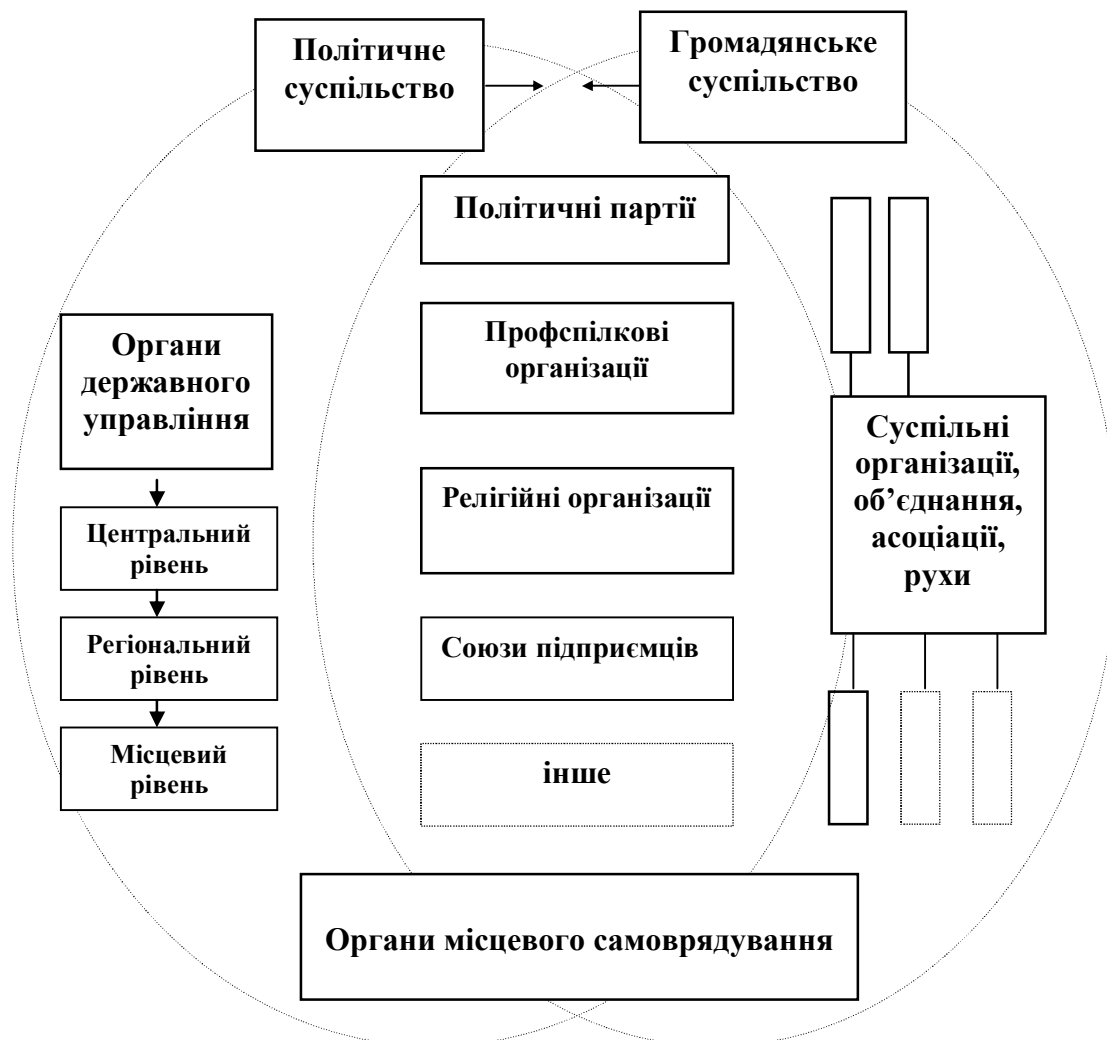 Політичне
суспільство
Громадянське
суспільство
Політичні партії
Профспілкові
організації
Релігійні організації
Союзи підприємців
інше
Органи
державного
управління
Центральний
рівень
Регіональний
рівень
Місцевий
рівень
Суспільні
організації,
об’єднання,
асоціації,
рухи
Органи місцевого самоврядування